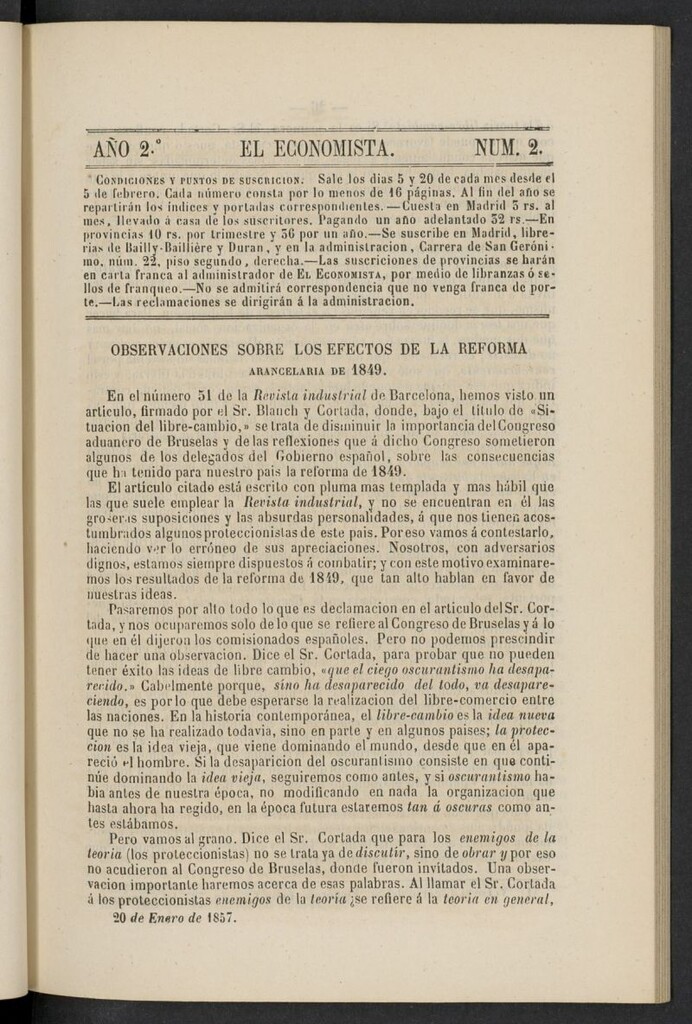 AÑO 2.° EL ECONOMISTA. NUM. 2.
CONDICIONES Y PUNTOS DE SUSCRICION. Sale los dias 5 y 20 de cada mes desde el
5 de febrero. Cada número consta por lo menos de 16 páginas. Al fin del año se
repartirán los índices y portadas correspondientes.—Cuesta en Madrid 3 rs. al
mes, llevado á casa de los suscritores. Pagando un año adelantado 32 rs.—En
provincias 10 rs. por trimestre y 36 por un año.—Se suscribe en Madrid, libre-
rias de Bailly-Baillière y Duran, y en la administracion, Carrera de San Geróni-
mo, núm. 22, piso segundo, derecha.—Las suscriciones de provincias se harán
en carta franca al administrador de EL ECONOMISTA, por medio de libranzas ó se-
llos de franqueo.—No se admitirá correspondencia que no venga franca de por-
te.—Las reclamaciones se dirigirán á la administracion.
OBSERVACIONES SOBRE LOS EFECTOS DE LA REFORMA
ARANCELARIA DE 1849.
En el número 51 de la Revista industrial de Barcelona, hemos visto un
articulo, firmado por el Sr. Blanch y Cortada, donde, bajo el titulo de «Si-
tuacion del libre-cambio,» se trata de disminuir la importancia del Congreso
aduanero de Bruselas y de las reflexiones que á dicho Congreso sometieron
algunos de los delegados del Gobierno español, sobre las consecuencias
que ha tenido para nuestro pais la reforma de 1849.
El articulo citado está escrito con pluma mas templada y mas hábil que
las que suele emplear la Revista industrial, y no se encuentran en él las
groseras suposiciones y las absurdas personalidades, á que nos tienen acos-
tumbrados algunos proteccionistas de este pais. Por eso vamos á contestarlo,
haciendo ver lo erróneo de sus apreciaciones. Nosotros, con adversarios
dignos, estamos siempre dispuestos á combatir; y con este motivo examinare-
mos los resultados de la reforma de 1849, que tan alto hablan en favor de
nuestras ideas.
Pasaremos por alto todo lo que es declamacion en el articulo del Sr. Cor-
tada, y nos ocuparemos solo de lo que se refiere al Congreso de Bruselas y á lo
que en él dijeron los comisionados españoles. Pero no podemos prescindir
de hacer una observacion. Dice el Sr. Cortada, para probar que no pueden
tener éxito las ideas de libre cambio, «que el ciego oscurantismo ha desapa-
recido.» Cabalmente porque, sino ha desaparecido del todo, va desapare-
ciendo, es por lo que debe esperarse la realizacion del libre-comercio entre
las naciones. En la historia contemporánea, el libre-cambio es la idea nueva
que no se ha realizado todavia, sino en parte y en algunos paises; la protec-
cion es la idea vieja, que viene dominando el mundo, desde que en él apa-
reció el hombre. Si la desaparicion del oscurantismo consiste en que conti-
núe dominando la idea vieja, seguiremos como antes, y si oscurantismo ha-
bia antes de nuestra época, no modificando en nada la organizacion que
hasta ahora ha regido, en la época futura estaremos tan á oscuras como an-
tes estábamos.
Pero vamos al grano. Dice el Sr. Cortada que para los enemigos de la
teoria (los proteccionistas) no se trata ya de discutir, sino de obrar y por eso
no acudieron al Congreso de Bruselas, donde fueron invitados. Una obser-
vacion importante haremos acerca de esas palabras. Al llamar el Sr. Cortada
á los proteccionistas enemigos de la teoria ¿se refiere á la teoria en general,
20 de Enero de 1857.